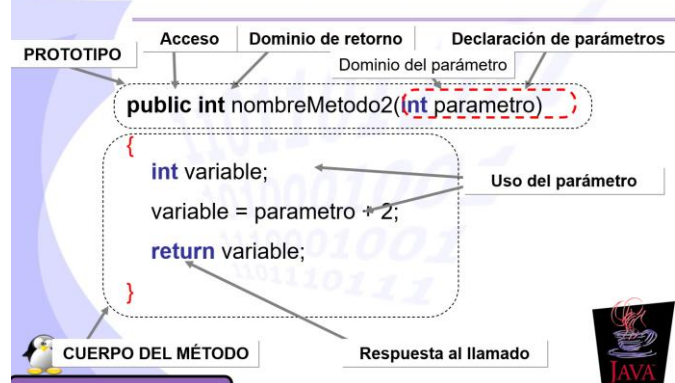 PROTOTIPO
Acceso
Dominio de retorno
Declaración de parámetros
Dominio del parámetro
public int nombreMetodo2(int parametro)
{
int variable;
variable = parametro + 2;
return variable;
}
Uso del parámetro
CUERPO DEL MÉTODO
Respuesta al llamado
JAVA